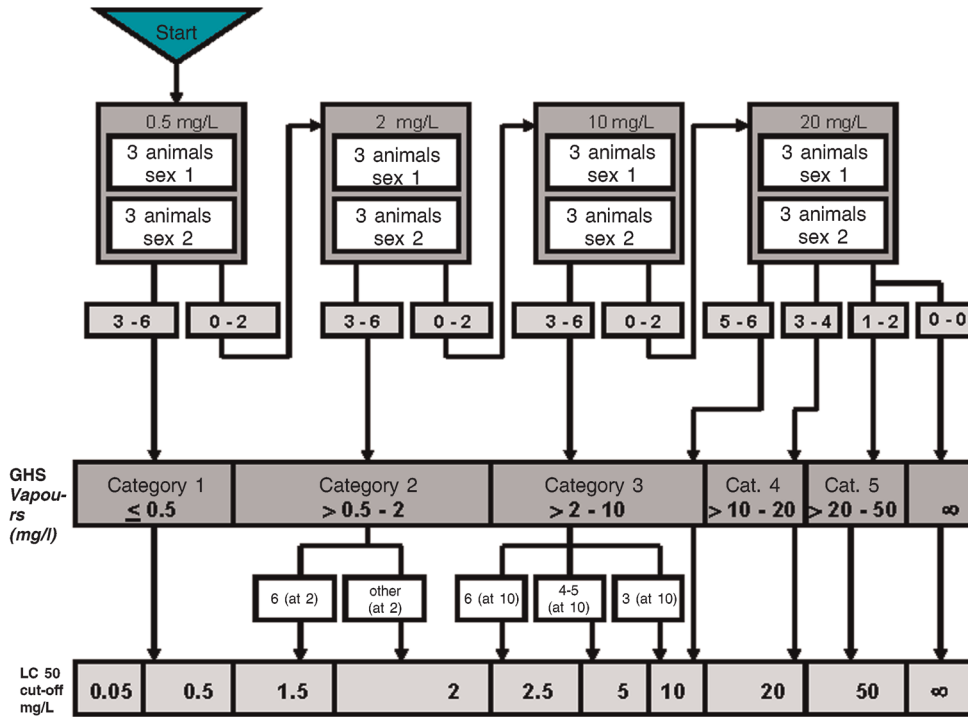 Start
0.5 mg/L
3 animals
sex 1
3 animals
sex 2
2 mg/L
3 animals
sex 1
3 animals
sex 2
10 mg/L
3 animals
sex 1
3 animals
sex 2
20 mg/L
3 animals
sex 1
3 animals
sex 2
3 - 6
0 - 2
3 - 6
0 - 2
3 - 6
0 - 2
5 - 6
3 - 4
1 - 2
0 - 0
GHS
Vapou-
rs
(mg/l)
Category 1
≤ 0.5
Category 2
> 0.5 - 2
Category 3
> 2 - 10
Cat. 4
> 10 - 20
Cat. 5
> 20 - 50
∞
6 (at 2)
other
(at 2)
6 (at 10)
4-5
(at 10)
3 (at 10)
LC 50
cut-off
mg/L
0.05
0.5
1.5
2
2.5
5
10
20
50
∞